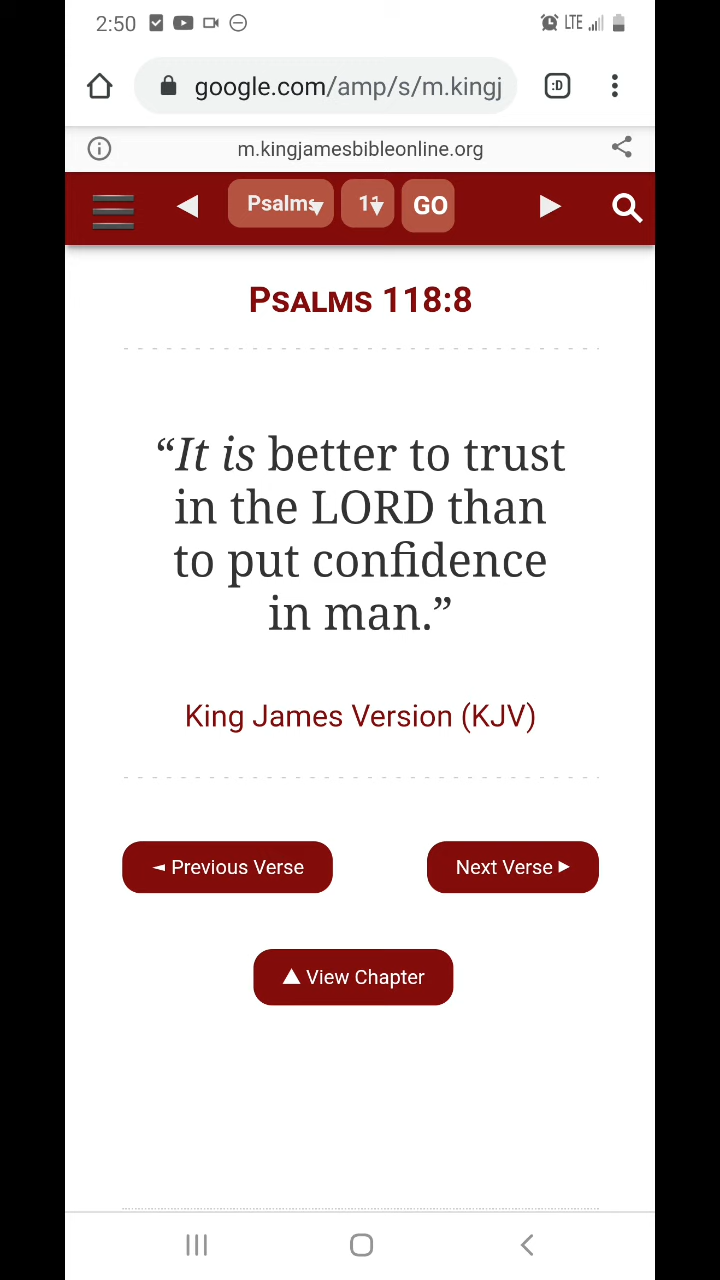 2:50 LTE
google.com/amp/s/m.kingj :D
m.kingjamesbibleonline.org
Psalms GO
PSALMS 118:8
“It is better to trust
in the LORD than
to put confidence
in man.”
King James Version (KJV)
◄ Previous Verse Next Verse ►
▲ View Chapter